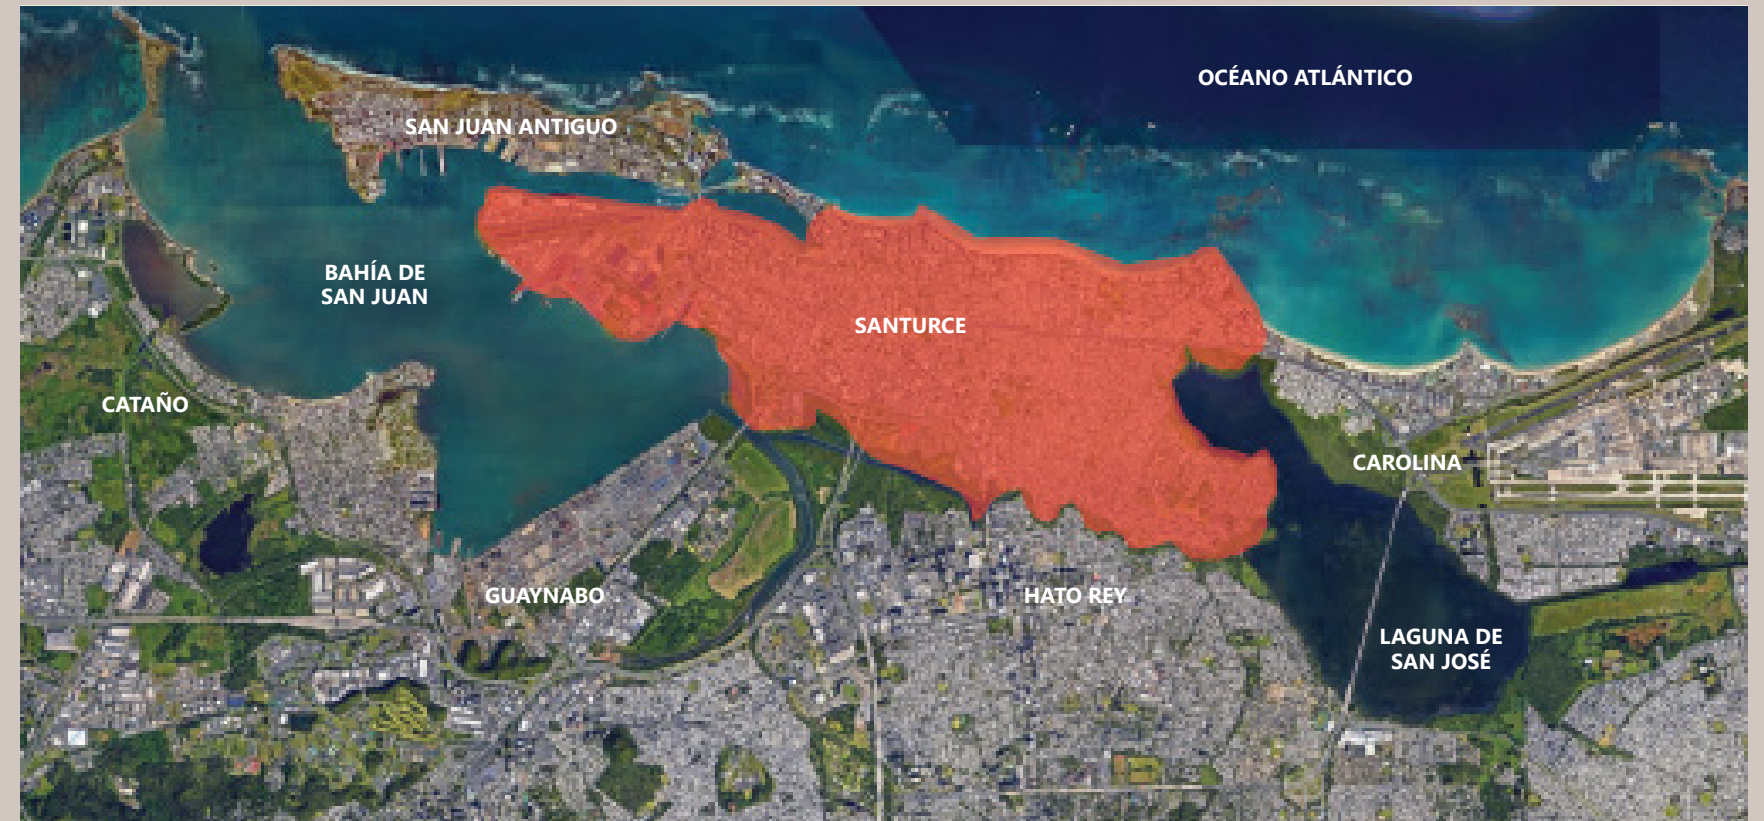 OCÉANO ATLÁNTICO
SAN JUAN ANTIGUO
BAHÍA DE
SAN JUAN
SANTURCE
CATAÑO
CAROLINA
GUAYNABO
HATO REY
LAGUNA DE
SAN JOSÉ